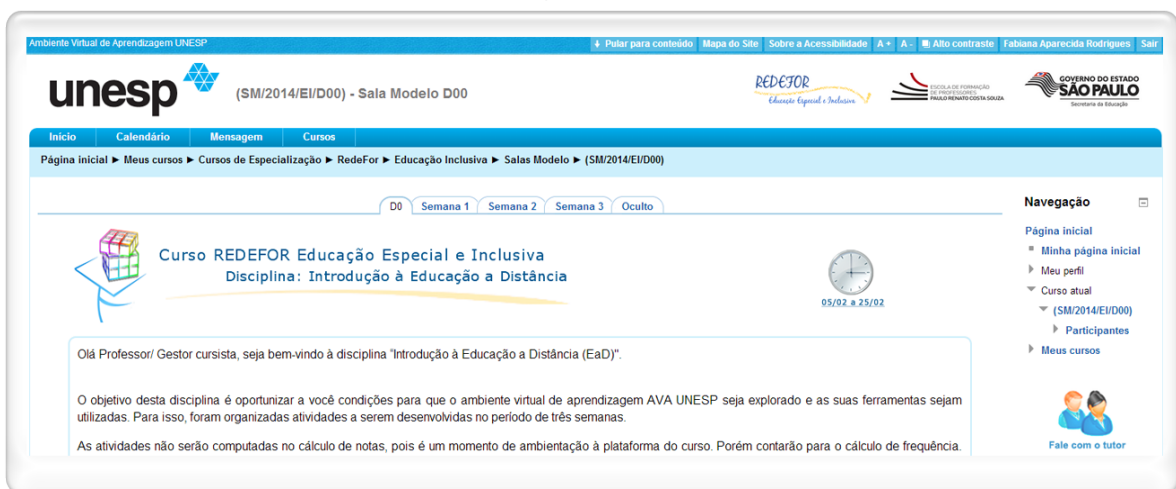 Ambiente Virtual de Aprendizagem UNESP
Pular para conteúdo Mapa do Site Sobre a Acessibilidade A + A - Alto contraste Fabiana Aparecida Rodrigues Sair
unesp
(SM/2014/EI/D00) - Sala Modelo D00
REDEFOR
Educação Especial e Inclusiva
ESCOLA DE FORMAÇÃO
DE PROFESSORES
PAULO RENATO COSTA SOUZA
GOVERNO DO ESTADO
SÃO PAULO
Secretaria da Educação
Início Calendário Mensagem Cursos
Página inicial ► Meus cursos ► Cursos de Especialização ► RedeFor ► Educação Inclusiva ► Salas Modelo ► (SM/2014/EI/D00)
D0 Semana 1 Semana 2 Semana 3 Oculto
Curso REDEFOR Educação Especial e Inclusiva
Disciplina: Introdução à Educação a Distância
05/02 a 25/02
Olá Professor/ Gestor cursista, seja bem-vindo à disciplina "Introdução à Educação a Distância (EaD)".
O objetivo desta disciplina é oportunizar a você condições para que o ambiente virtual de aprendizagem AVA UNESP seja explorado e as suas ferramentas sejam
utilizadas. Para isso, foram organizadas atividades a serem desenvolvidas no período de três semanas.
As atividades não serão computadas no cálculo de notas, pois é um momento de ambientação à plataforma do curso. Porém contarão para o cálculo de frequência.
Navegação
Página inicial
Minha página inicial
Meu perfil
Curso atual
(SM/2014/EI/D00)
Participantes
Meus cursos
Fale com o tutor